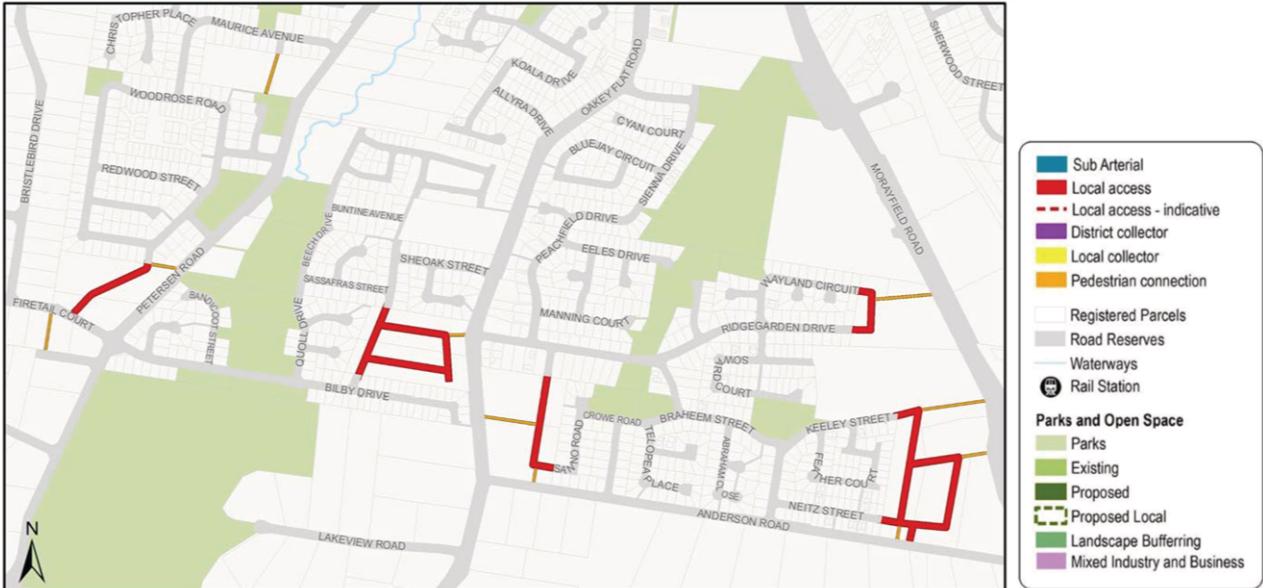 CHRIS
TOPHER PLACE
MAURICE AVENUE
SHERWOOD STREET
KOALA DRIVE
OAKEY FLAT ROAD
WOODROSE ROAD
ALLYRA DRIVE
CYAN COURT
BRISTLEBIRD DRIVE
BLUEJAY CIRCUIT
SIENNA DRIVE
REDWOOD STREET
MORAYFIELD ROAD
BUNTINE AVENUE
BEECH DRIVE
PEACHFIELD DRIVE
EELES DRIVE
SHEOAK STREET
PETERSEN ROAD
SASSAFRAS STREET
WAYLAND CIRCUIT
BANDICOOT STREET
FIRETAIL COURT
QUOLL DRIVE
MANNING COURT
RIDGEGARDEN DRIVE
BILBY DRIVE
COURT
CROWE ROAD
BRAHEEM STREET
KEELEY STREET
TELOPEA PLACE
ABRAHAM CLOSE
FEATHER COURT
NEITZ STREET
ANDERSON ROAD
LAKEVIEW ROAD
N
Sub Arterial
Local access
Local access - indicative
District collector
Local collector
Pedestrian connection
Registered Parcels
Road Reserves
Waterways
Rail Station
Parks and Open Space
Parks
Existing
Proposed
Proposed Local
Landscape Bufferring
Mixed Industry and Business